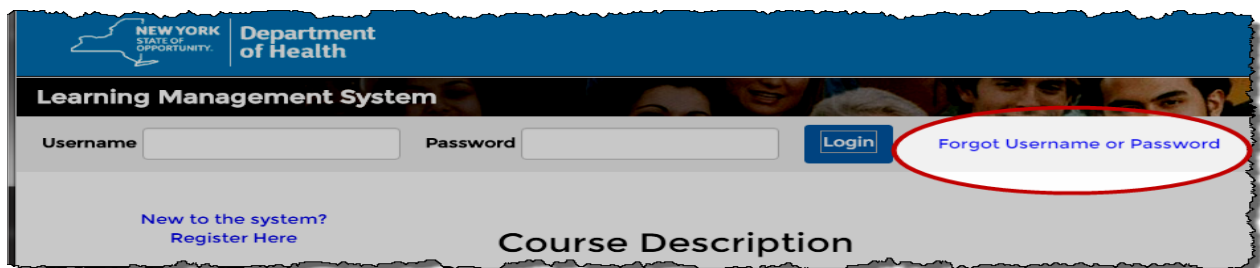 NEW YORK
STATE OF
OPPORTUNITY.
Department
of Health
Learning Management System
Username
Password
Login
Forgot Username or Password
New to the system?
Register Here
Course Description